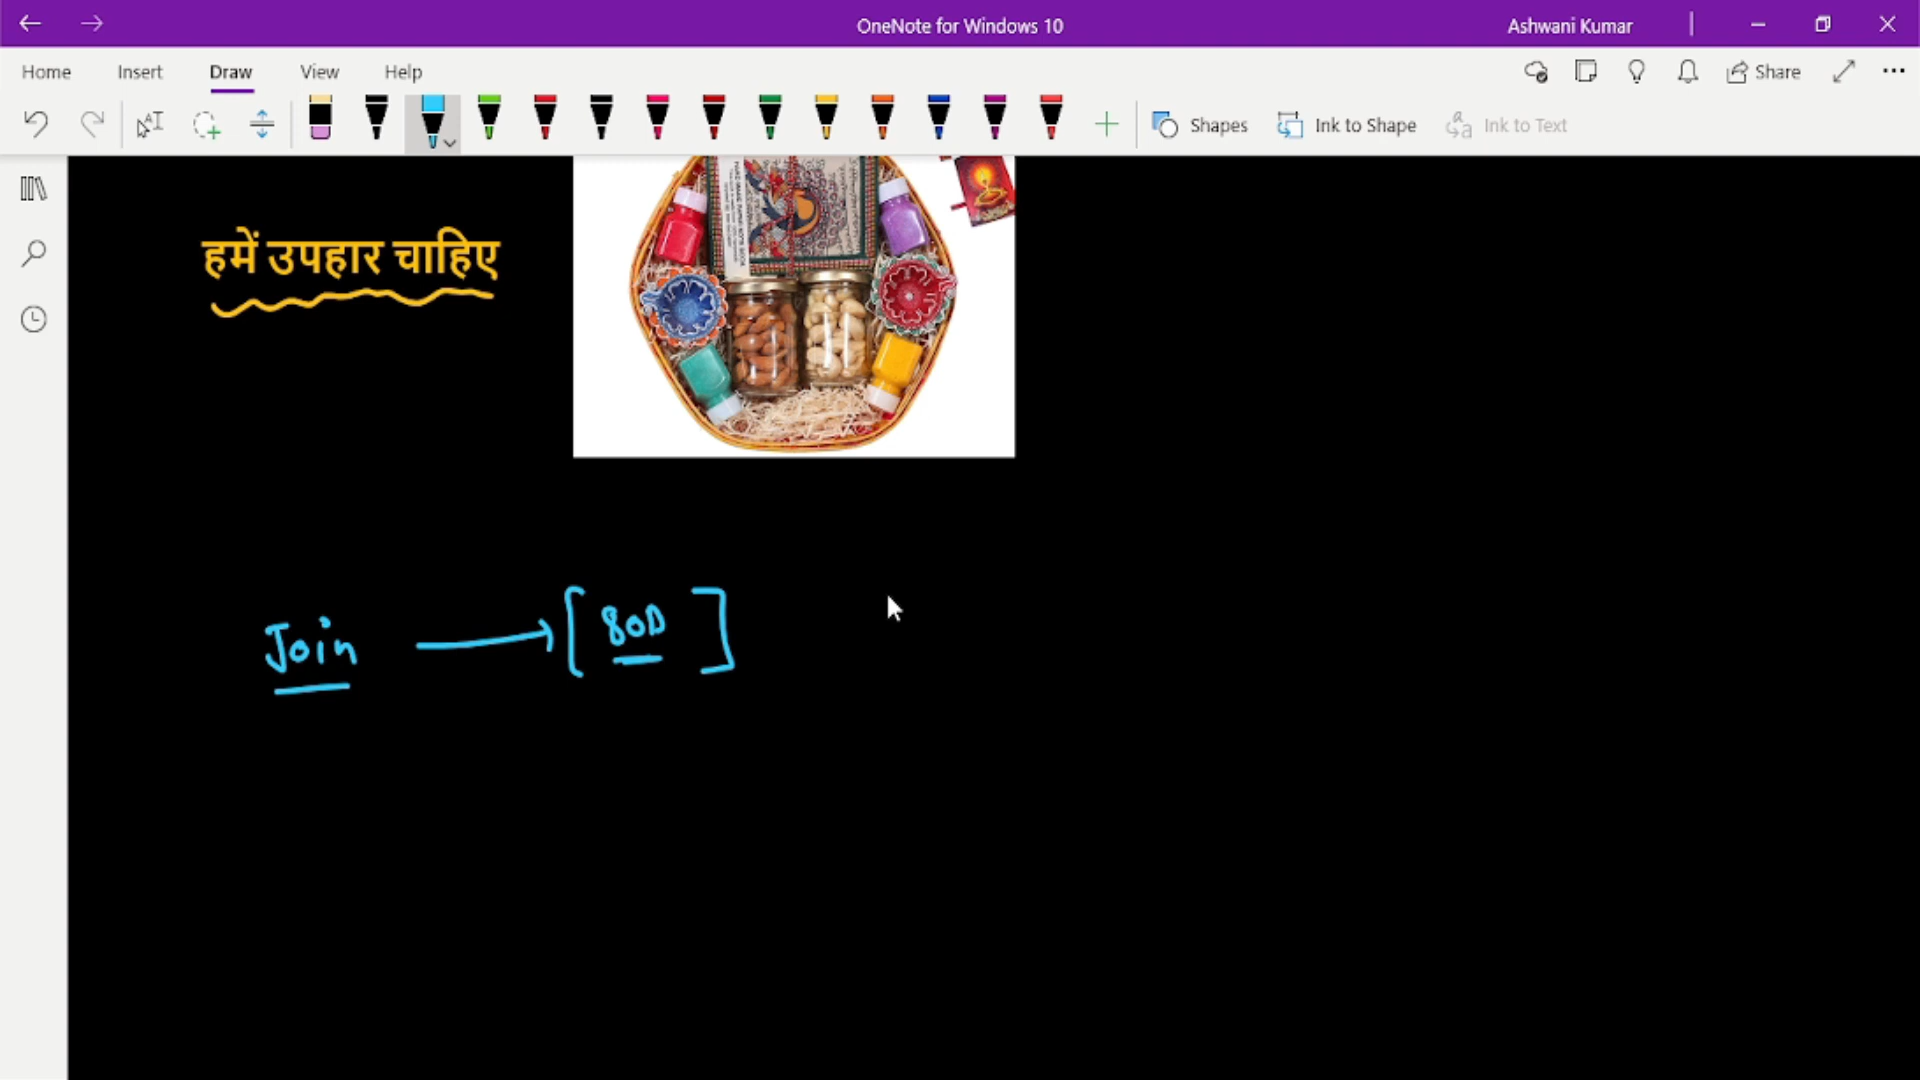 OneNote for Windows 10
Ashwani Kumar
Home Insert Draw View Help
Share
Shapes Ink to Shape Ink to Text
हमें उपहार चाहिए
Join → [ 80D ]